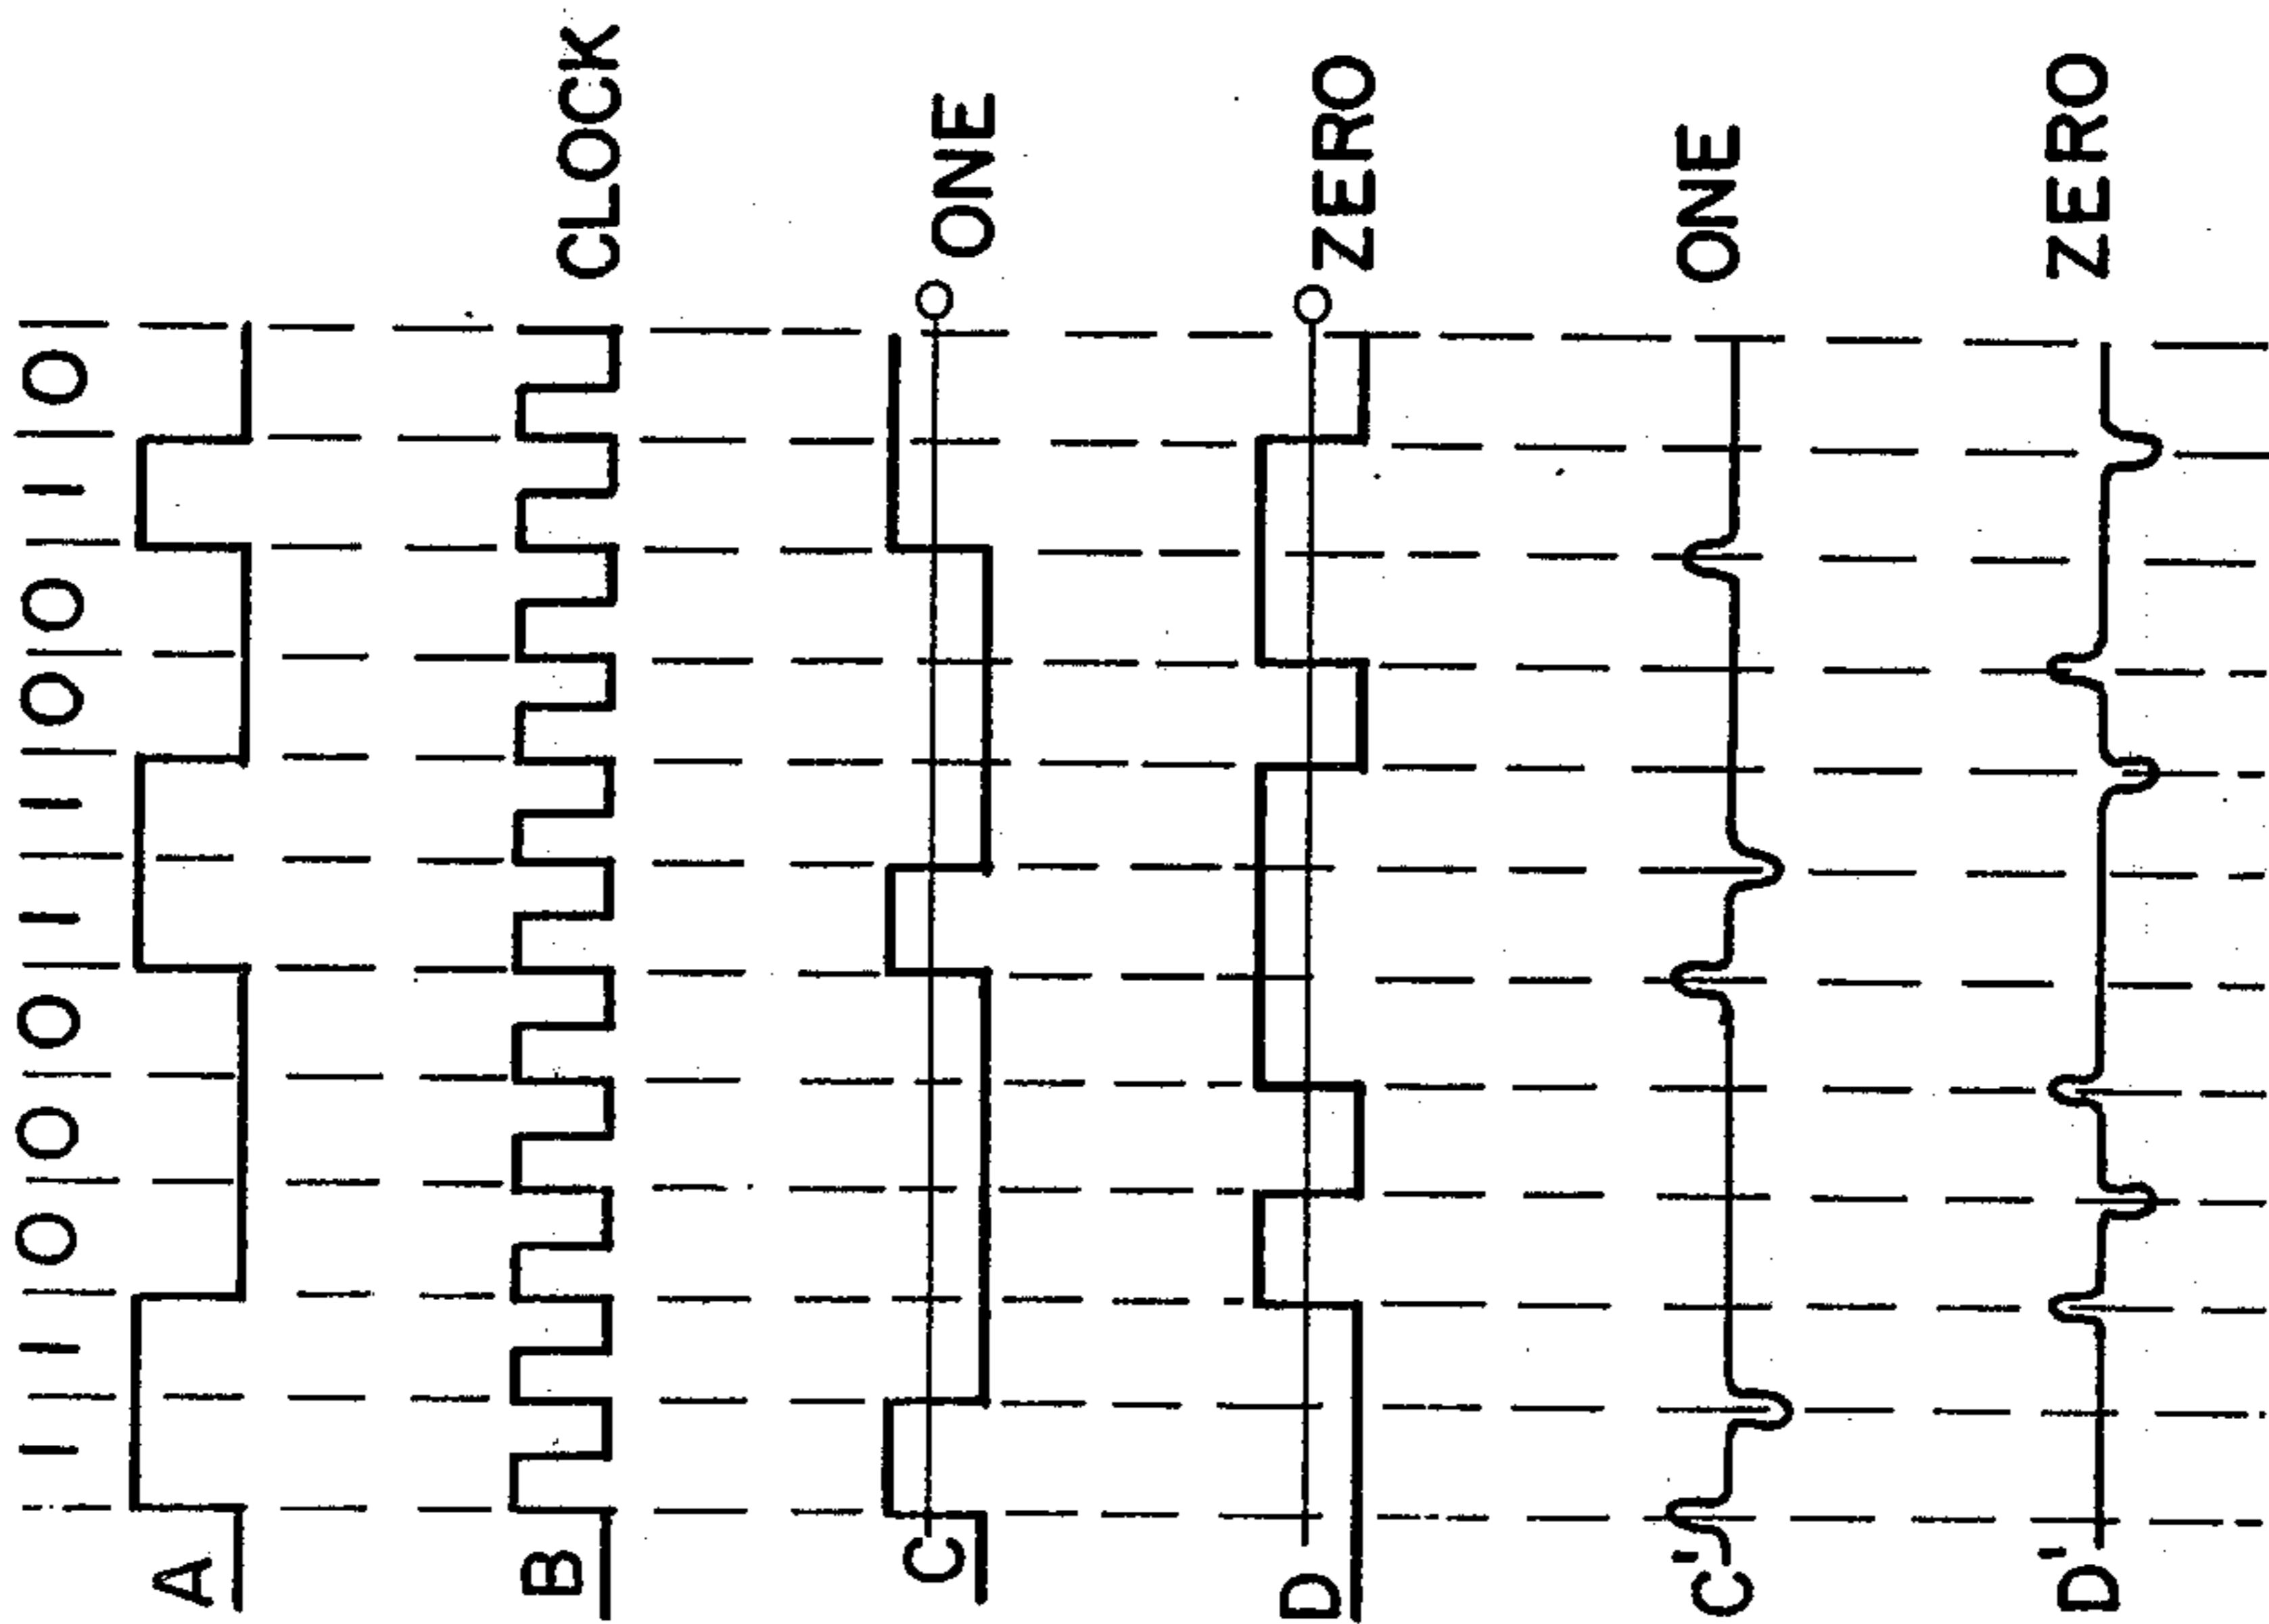 1 1 0 0 0 1 1 0 0 1 0
A
B CLOCK
C ONE
D ZERO
C' ONE
D' ZERO